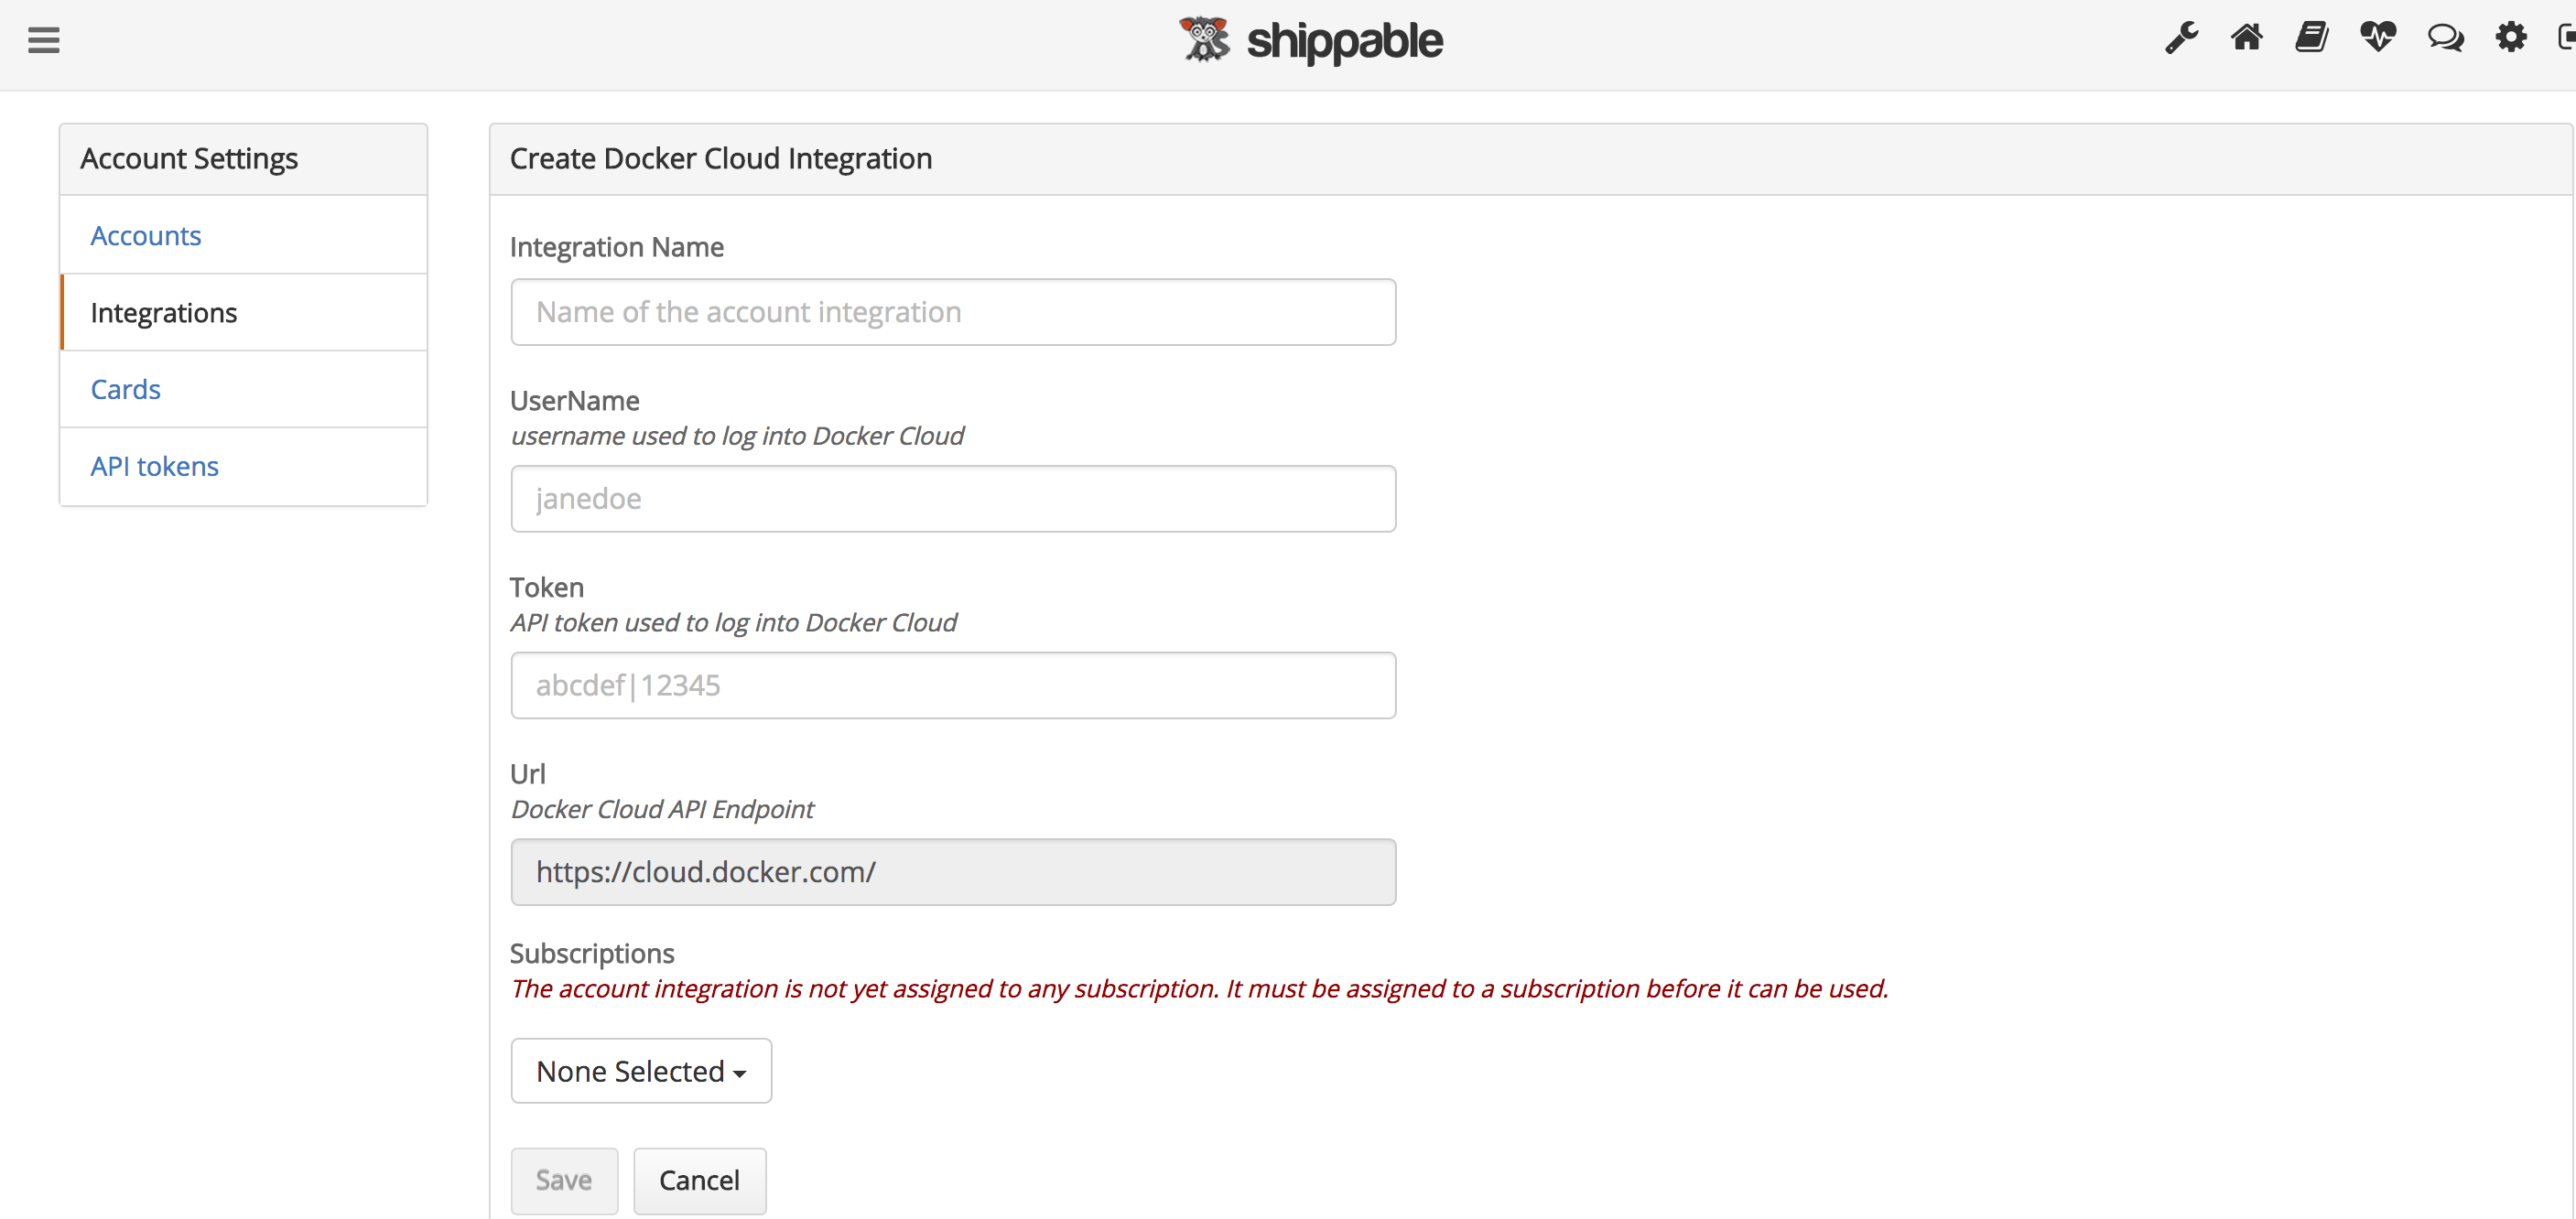 shippable
Account Settings
Accounts
Integrations
Cards
API tokens
Create Docker Cloud Integration
Integration Name
Name of the account integration
UserName
username used to log into Docker Cloud
janedoe
Token
API token used to log into Docker Cloud
abcdef|12345
Url
Docker Cloud API Endpoint
https://cloud.docker.com/
Subscriptions
The account integration is not yet assigned to any subscription. It must be assigned to a subscription before it can be used.
None Selected
Save Cancel